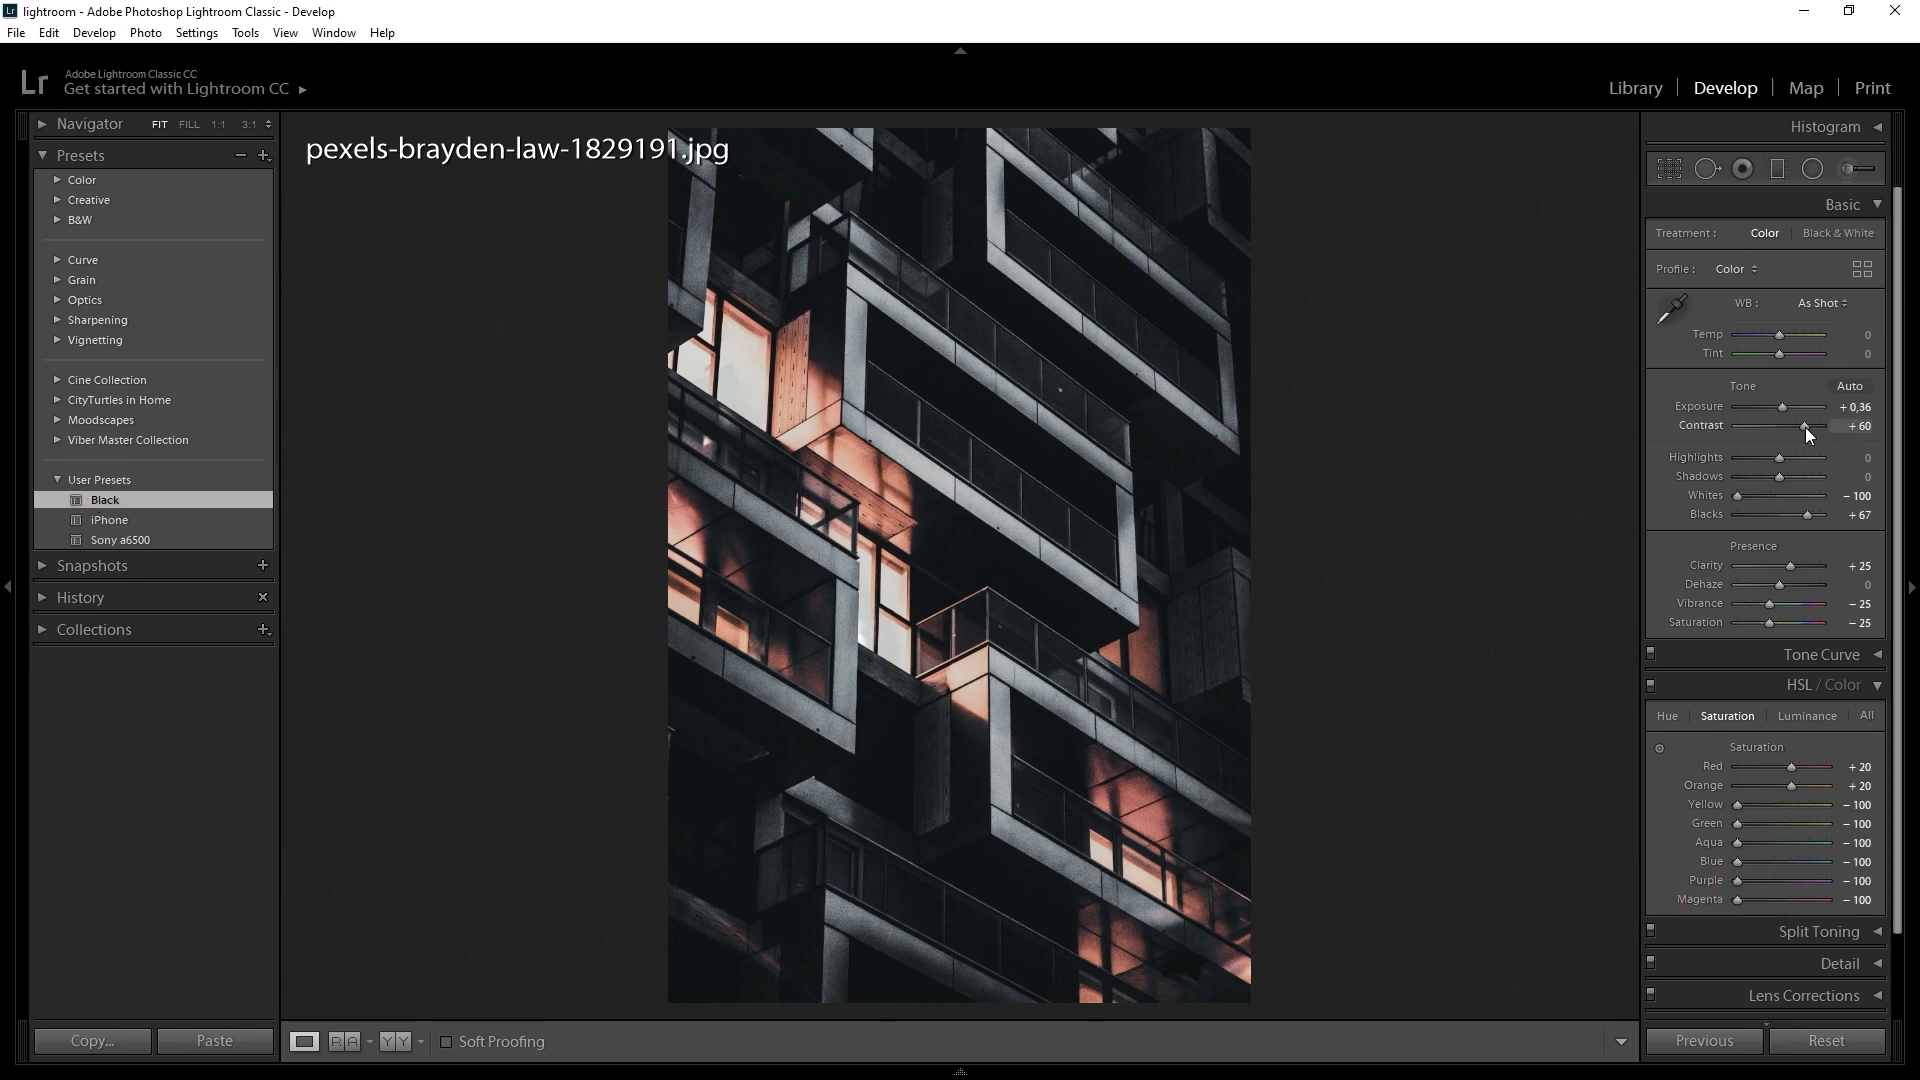 Lr lightroom - Adobe Photoshop Lightroom Classic - Develop
File Edit Develop Photo Settings Tools View Window Help
Lr
Adobe Lightroom Classic CC
Get started with Lightroom CC
Library Develop Map Print
Navigator FIT FILL 1:1 3:1
Presets
Color
Creative
B&W
Curve
Grain
Optics
Sharpening
Vignetting
Cine Collection
CityTurtles in Home
Moodscapes
Viber Master Collection
User Presets
Black
iPhone
Sony a6500
Snapshots
History
Collections
Copy... Paste
pexels-brayden-law-1829191.jpg
R A Y Y Soft Proofing
Histogram
Basic
Treatment : Color Black & White
Profile : Color
WB : As Shot
Temp 0
Tint 0
Tone Auto
Exposure + 0,36
Contrast + 60
Highlights 0
Shadows 0
Whites − 100
Blacks + 67
Presence
Clarity + 25
Dehaze 0
Vibrance − 25
Saturation − 25
Tone Curve
HSL / Color
Hue Saturation Luminance All
Saturation
Red + 20
Orange + 20
Yellow − 100
Green − 100
Aqua − 100
Blue − 100
Purple − 100
Magenta − 100
Split Toning
Detail
Lens Corrections
Previous Reset